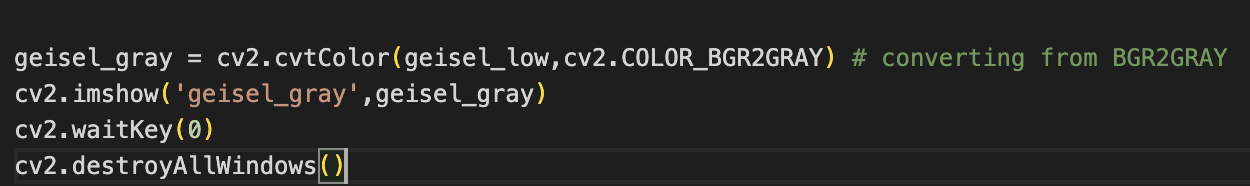 geisel_gray = cv2.cvtColor(geisel_low,cv2.COLOR_BGR2GRAY) # converting from BGR2GRAY
cv2.imshow('geisel_gray',geisel_gray)
cv2.waitKey(0)
cv2.destroyAllWindows()